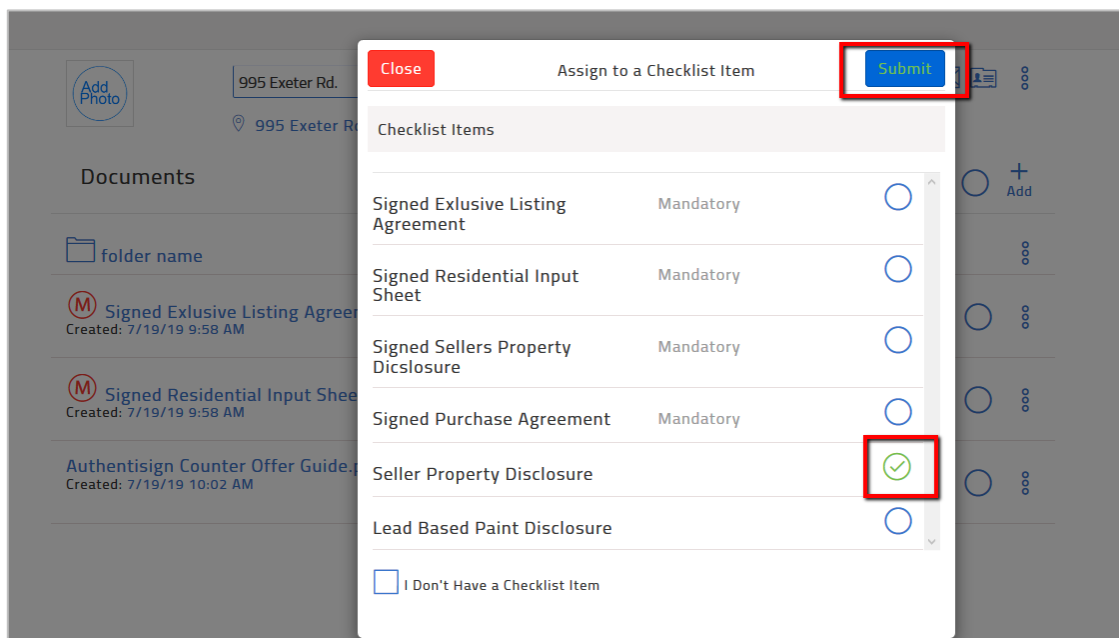 Close
Assign to a Checklist Item
Submit
Add
Photo
995 Exeter Rd.
995 Exeter R
Checklist Items
Documents
Add
Signed Exlusive Listing
Agreement
Mandatory
folder name
Signed Residential Input
Sheet
Mandatory
M
Signed Exlusive Listing Agreer
Created: 7/19/19 9:58 AM
Signed Sellers Property
Dicslosure
Mandatory
M
Signed Residential Input Shee
Created: 7/19/19 9:58 AM
Signed Purchase Agreement
Mandatory
Authentisign Counter Offer Guide.
Created: 7/19/19 10:02 AM
Seller Property Disclosure
Lead Based Paint Disclosure
I Don't Have a Checklist Item